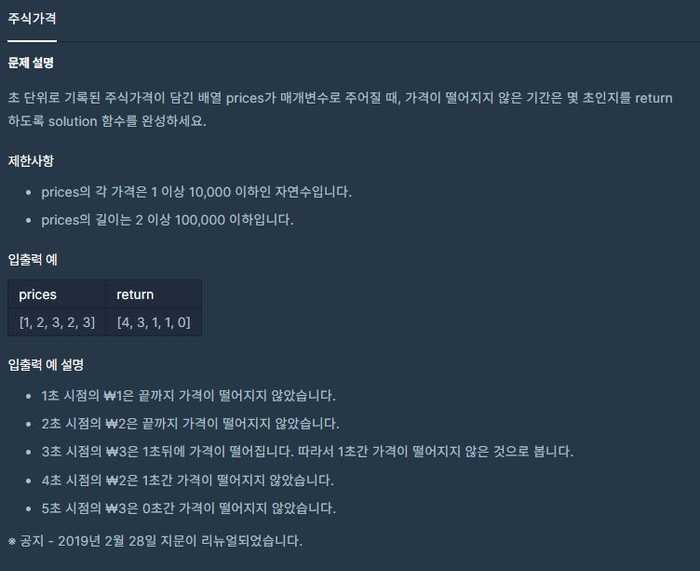 주식가격
문제 설명
초 단위로 기록된 주식가격이 담긴 배열 prices가 매개변수로 주어질 때, 가격이 떨어지지 않은 기간은 몇 초인지를 return
하도록 solution 함수를 완성하세요.
제한사항
• prices의 각 가격은 1 이상 10,000 이하인 자연수입니다.
• prices의 길이는 2 이상 100,000 이하입니다.
입출력 예
prices return
[1, 2, 3, 2, 3] [4, 3, 1, 1, 0]
입출력 예 설명
• 1초 시점의 ₩1은 끝까지 가격이 떨어지지 않았습니다.
• 2초 시점의 ₩2은 끝까지 가격이 떨어지지 않았습니다.
• 3초 시점의 ₩3은 1초뒤에 가격이 떨어집니다. 따라서 1초간 가격이 떨어지지 않은 것으로 봅니다.
• 4초 시점의 ₩2은 1초간 가격이 떨어지지 않았습니다.
• 5초 시점의 ₩3은 0초간 가격이 떨어지지 않았습니다.
※ 공지 - 2019년 2월 28일 지문이 리뉴얼되었습니다.